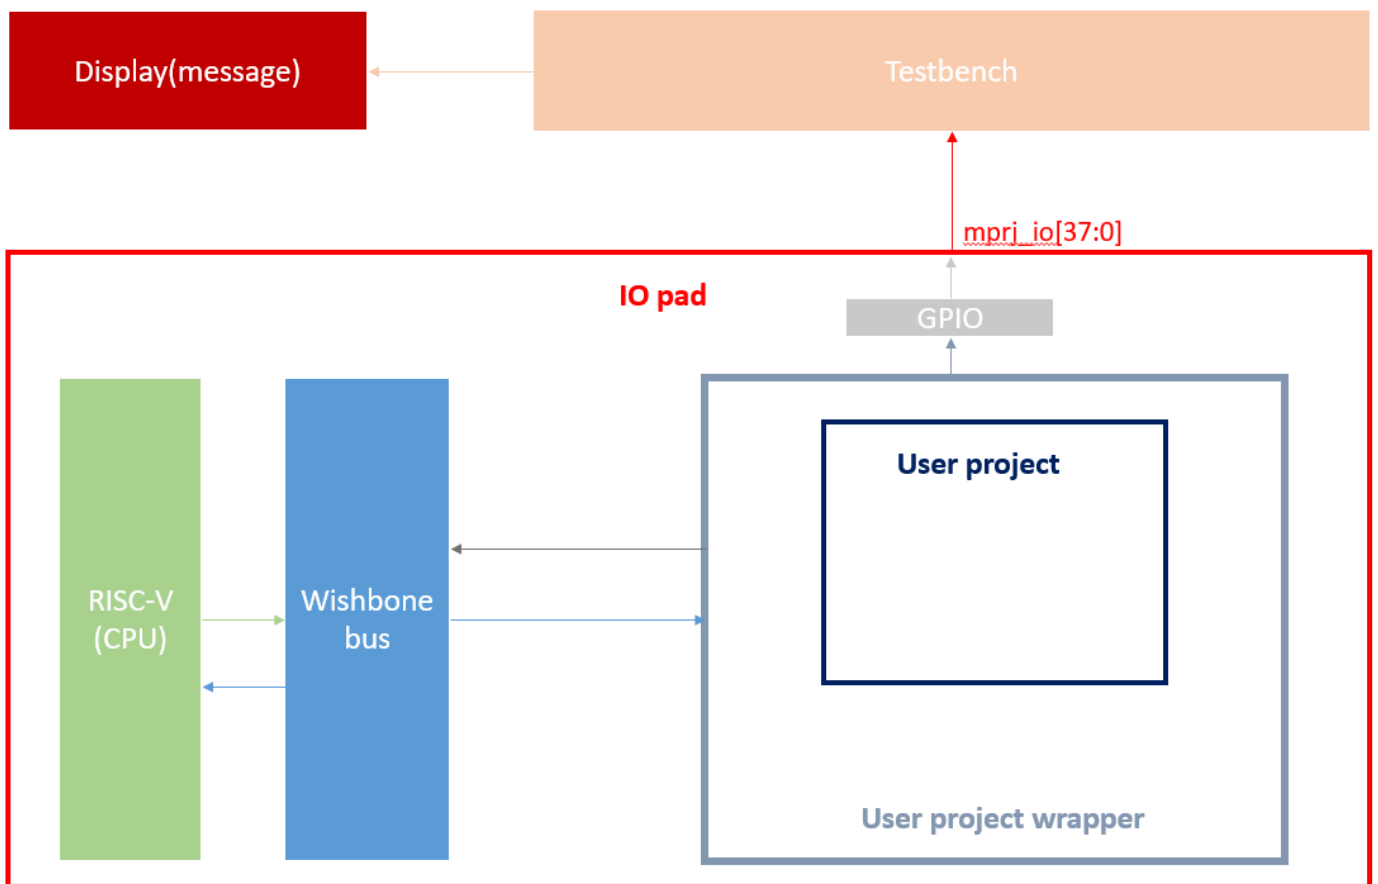 Display(message)
Testbench
mprj_io[37:0]
IO pad
GPIO
User project
RISC-V
(CPU)
Wishbone
bus
User project wrapper